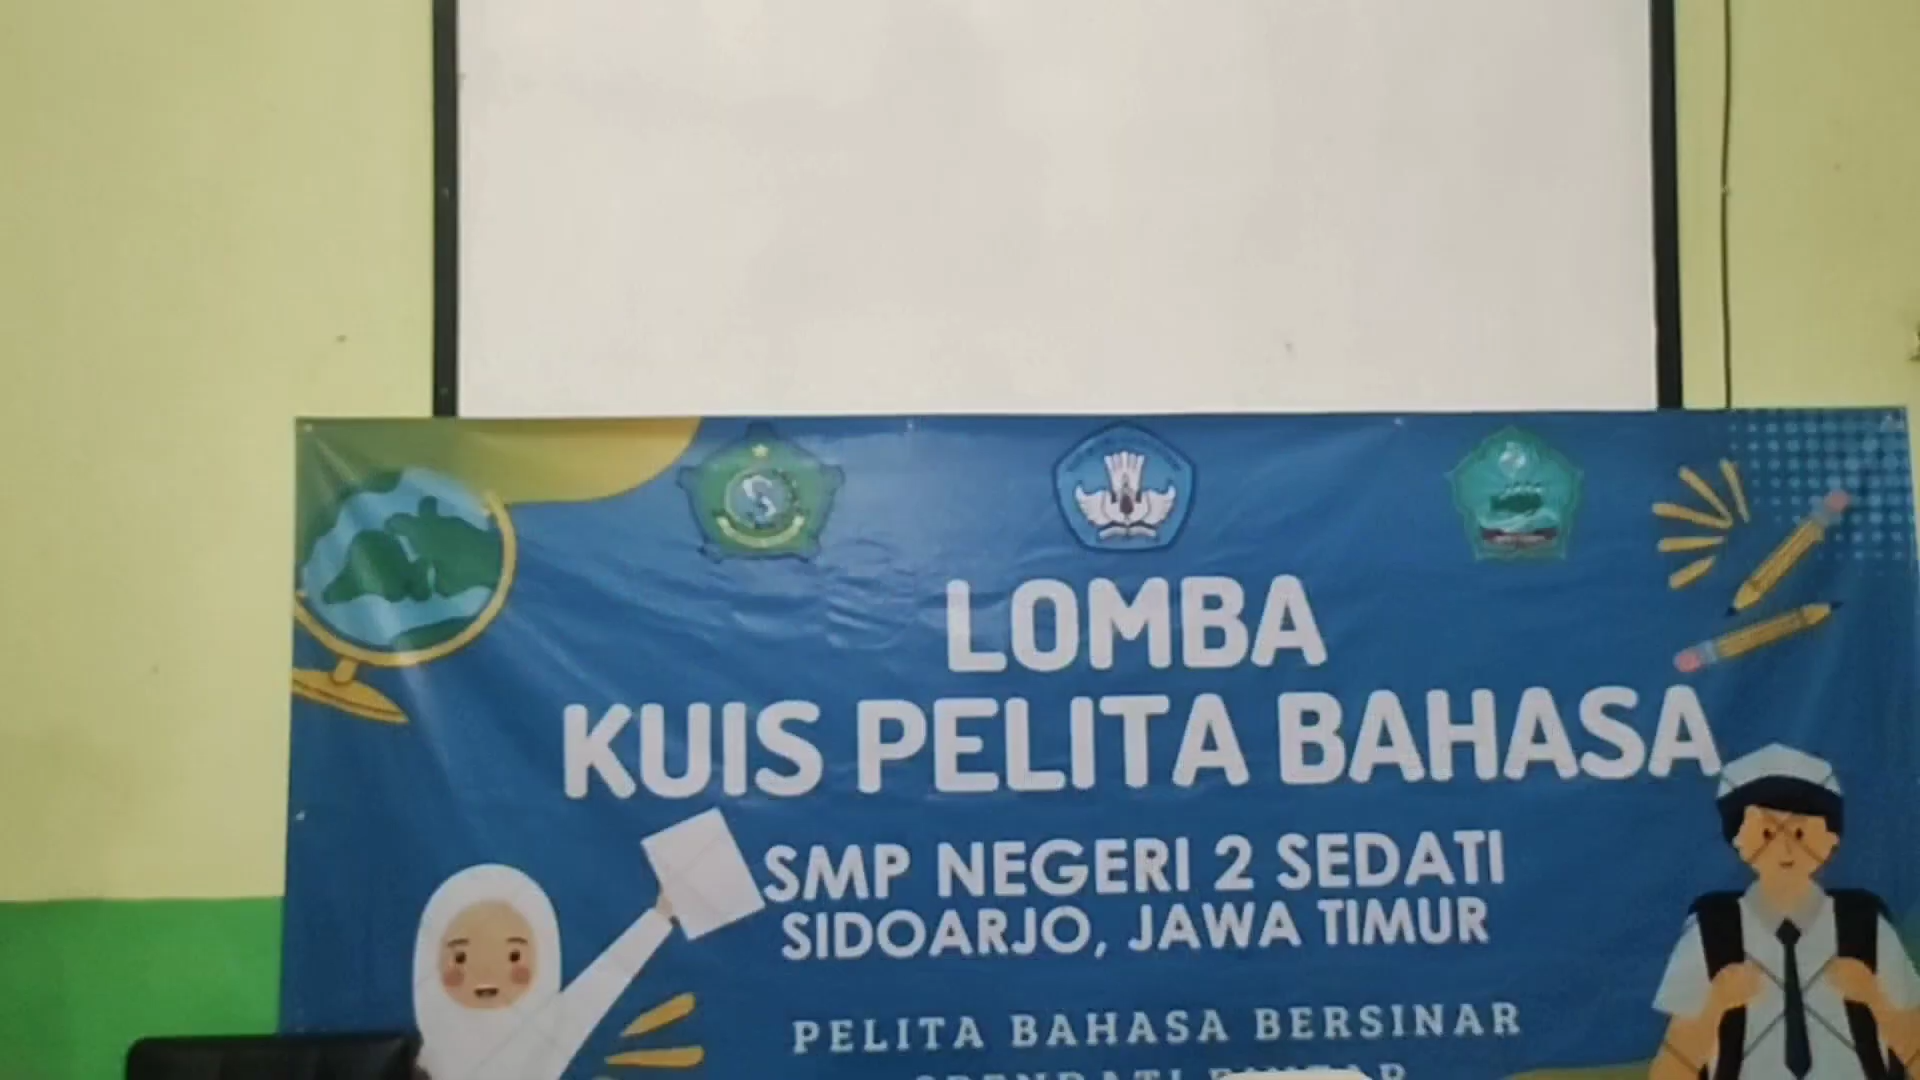 LOMBA
KUIS PELITA BAHASA
SMP NEGERI 2 SEDATI
SIDOARJO, JAWA TIMUR
PELITA BAHASA BERSINAR